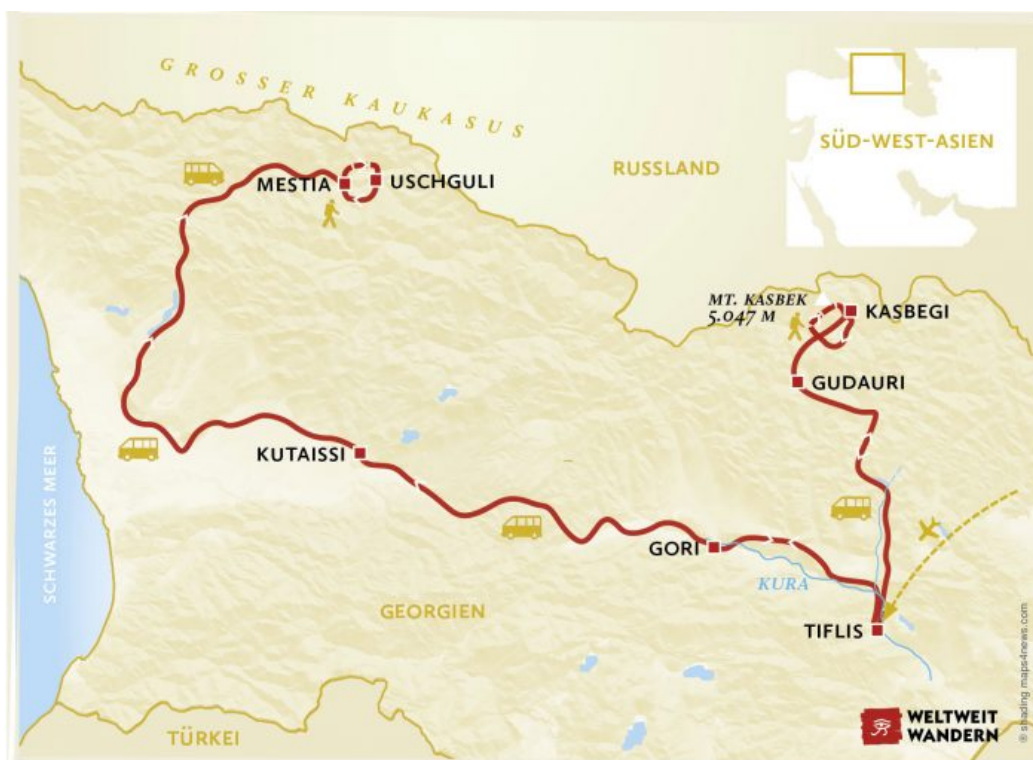 GROSSER KAUKASUS
SÜD-WEST-ASIEN
RUSSLAND
MESTIA
USCHGULI
MT. KASBEK
5.047 M
KASBEGI
GUDAURI
KUTAISSI
SCHWARZES MEER
GORI
KURA
GEORGIEN
TIFLIS
TÜRKEI
WELTWEIT
WANDERN
© shading maps4news.com